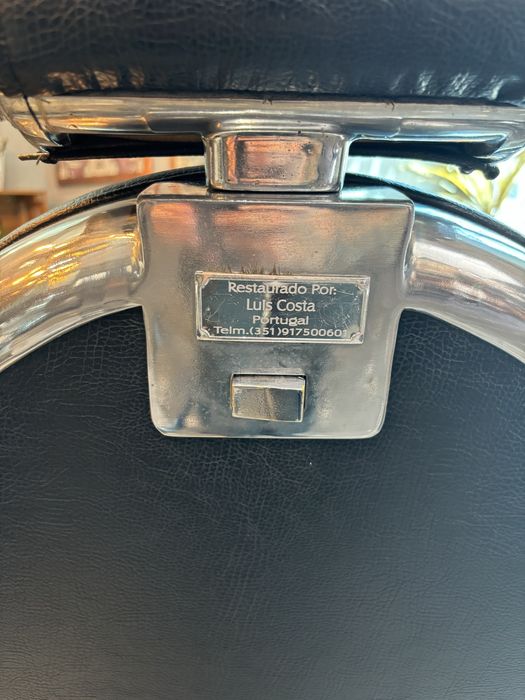 Restaurado Por:
Luis Costa
Portugal
Telm.(351)917500601